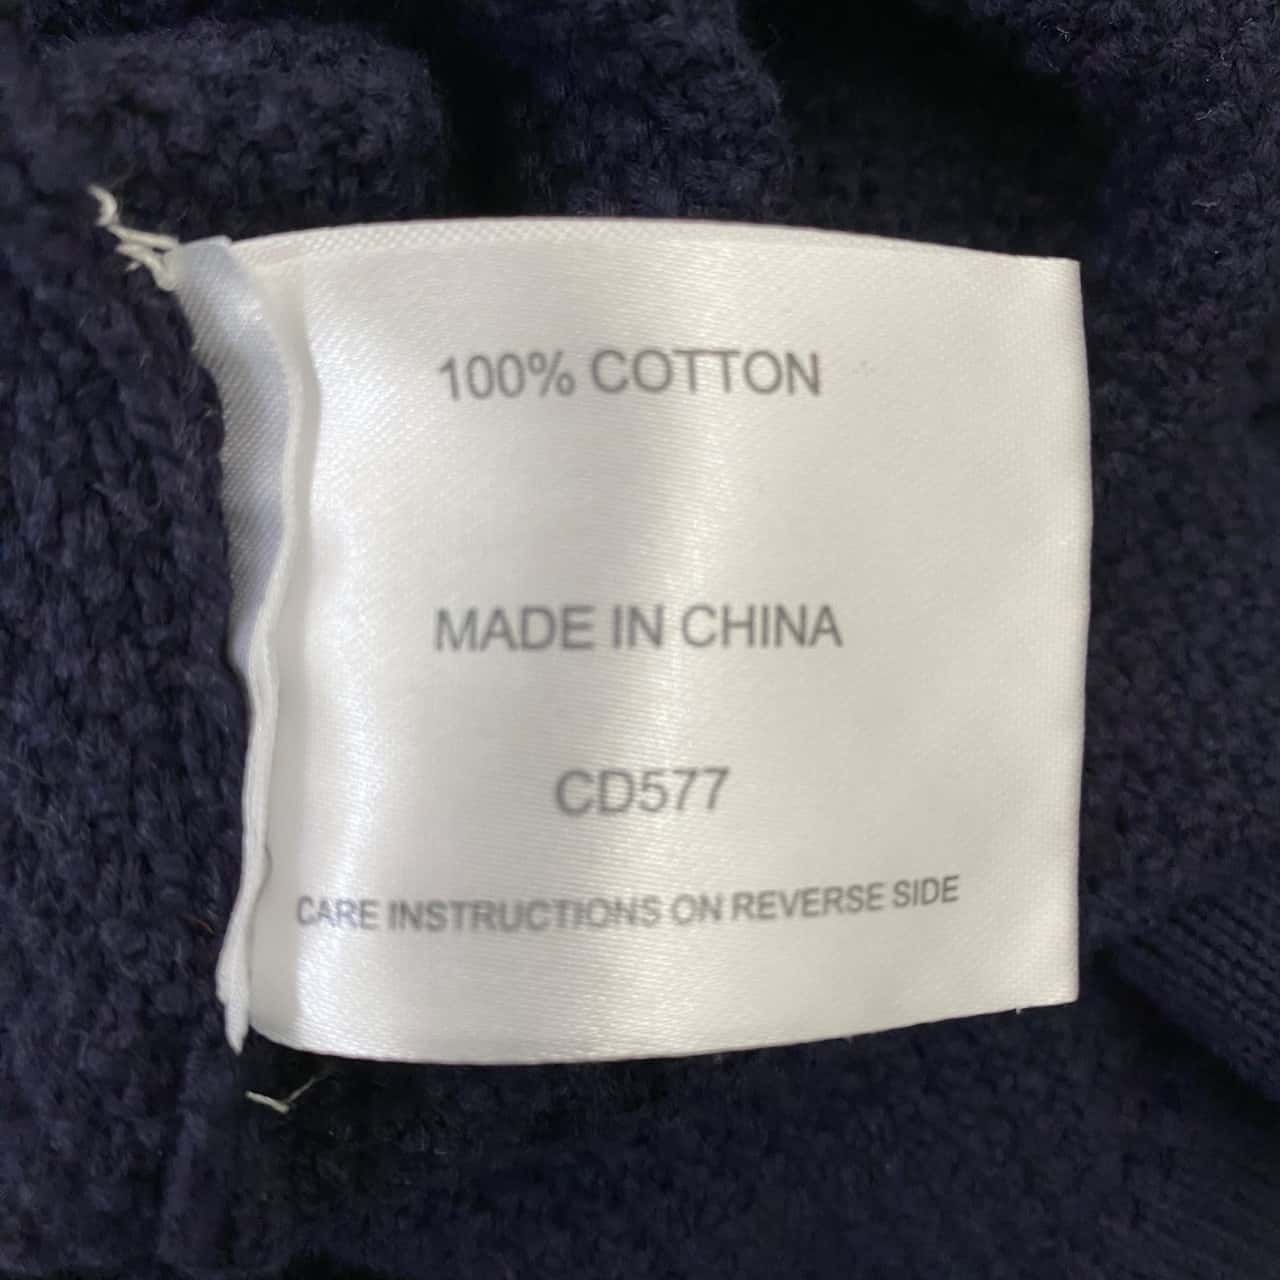 100% COTTON
MADE IN CHINA
CD577
CARE INSTRUCTIONS ON REVERSE SIDE